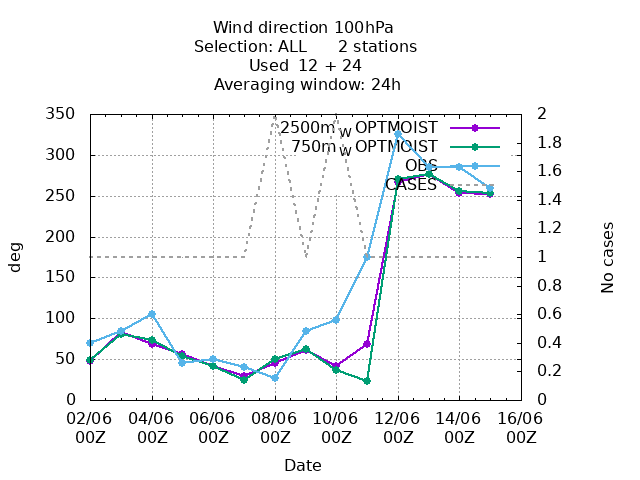 Wind direction 100hPa
Selection: ALL 2 stations
Used 12 + 24
Averaging window: 24h
350
300
250
200
150
100
50
0
deg
2500m w OPTMOIST
750m w OPTMOIST
OBS
CASES
2
1.8
1.6
1.4
1.2
1
0.8
0.6
0.4
0.2
0
No cases
02/06 04/06 06/06 08/06 10/06 12/06 14/06 16/06
00Z 00Z 00Z 00Z 00Z 00Z 00Z 00Z
Date